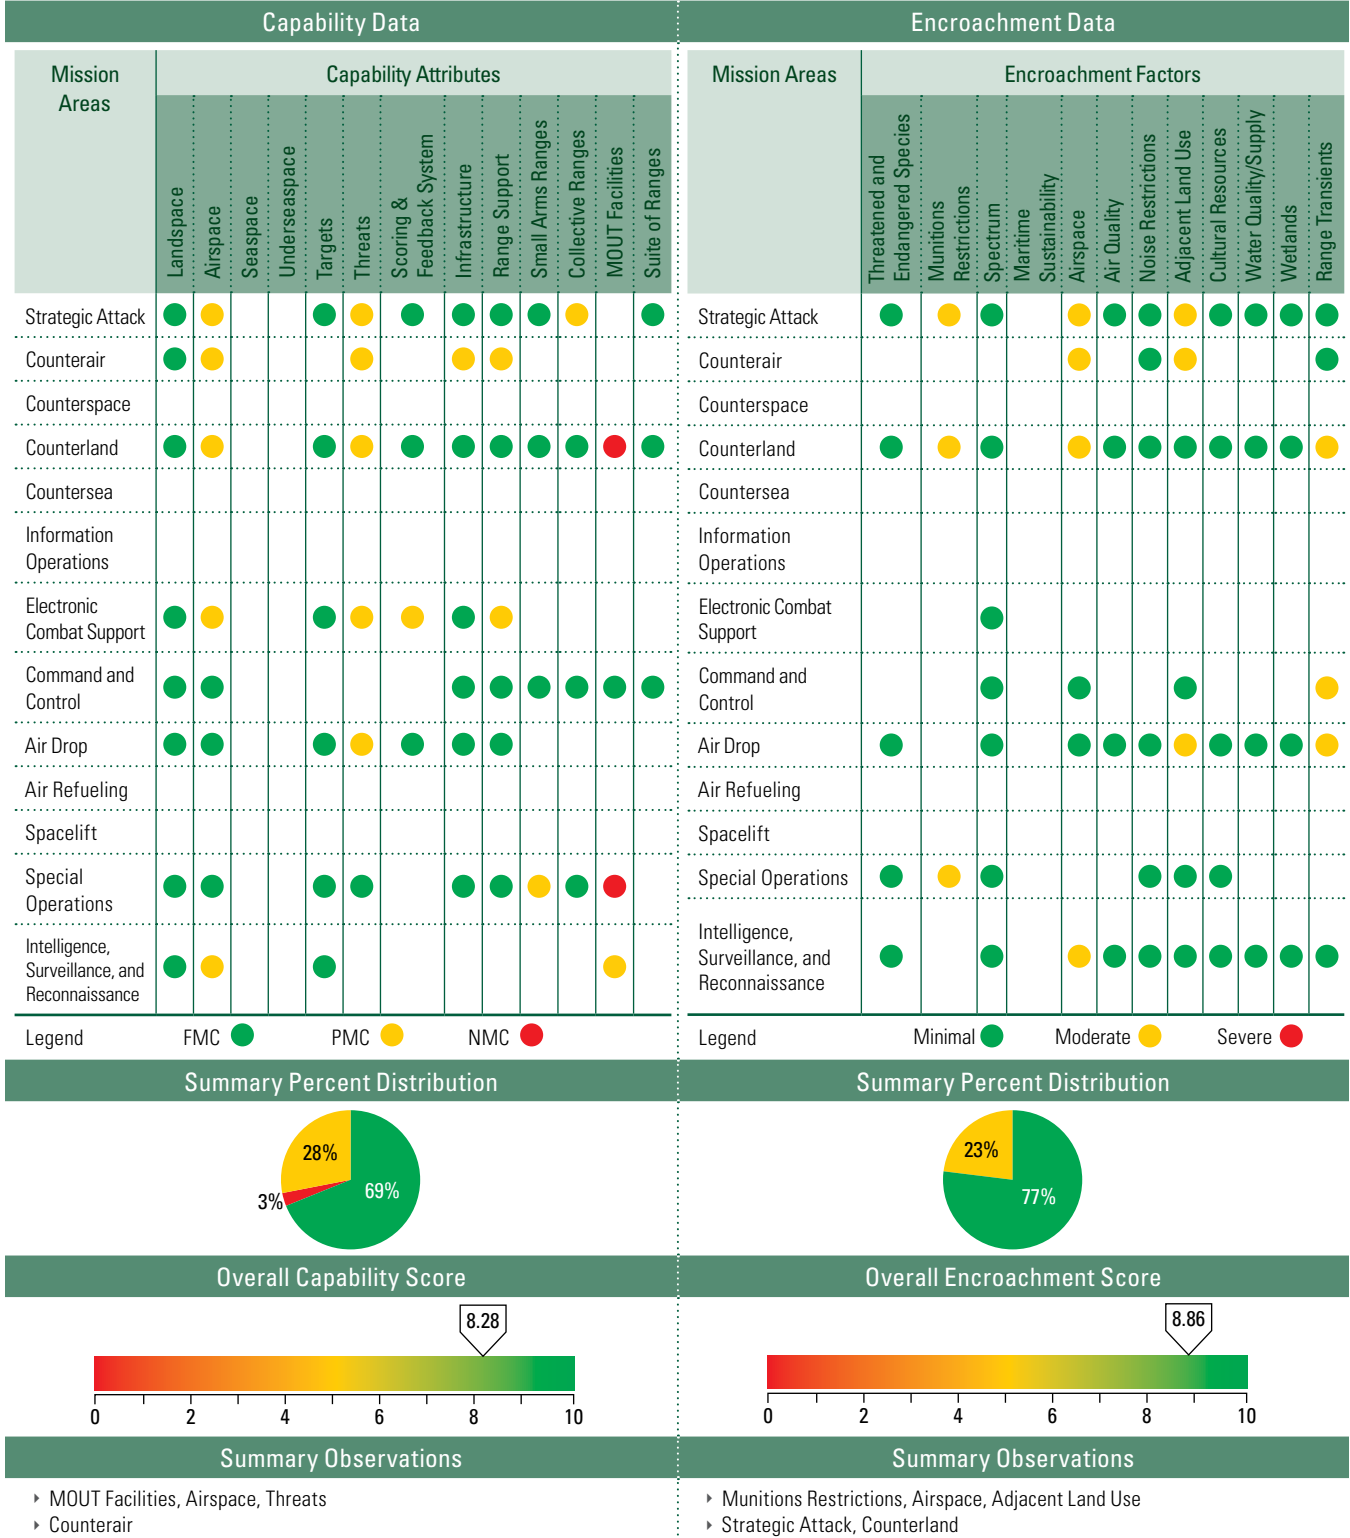 Capability Data
Mission
Areas
Capability Attributes
Landspace
Airspace
Seaspace
Underseaspace
Targets
Threats
Scoring &
Feedback System
Infrastructure
Range Support
Small Arms Ranges
Collective Ranges
MOUT Facilities
Suite of Ranges
Strategic Attack
Counterair
Counterspace
Counterland
Countersea
Information
Operations
Electronic
Combat Support
Command and
Control
Air Drop
Air Refueling
Spacelift
Special
Operations
Intelligence,
Surveillance, and
Reconnaissance
Legend
FMC
PMC
NMC
Summary Percent Distribution
28%
3%
69%
Overall Capability Score
8.28
0
2
4
6
8
10
Summary Observations
‣ MOUT Facilities, Airspace, Threats
‣ Counterair
Encroachment Data
Mission Areas
Encroachment Factors
Threatened and
Endangered Species
Munitions
Restrictions
Spectrum
Maritime
Sustainability
Airspace
Air Quality
Noise Restrictions
Adjacent Land Use
Cultural Resources
Water Quality/Supply
Wetlands
Range Transients
Strategic Attack
Counterair
Counterspace
Counterland
Countersea
Information
Operations
Electronic Combat
Support
Command and
Control
Air Drop
Air Refueling
Spacelift
Special Operations
Intelligence,
Surveillance, and
Reconnaissance
Legend
Minimal
Moderate
Severe
Summary Percent Distribution
23%
77%
Overall Encroachment Score
8.86
0
2
4
6
8
10
Summary Observations
‣ Munitions Restrictions, Airspace, Adjacent Land Use
‣ Strategic Attack, Counterland